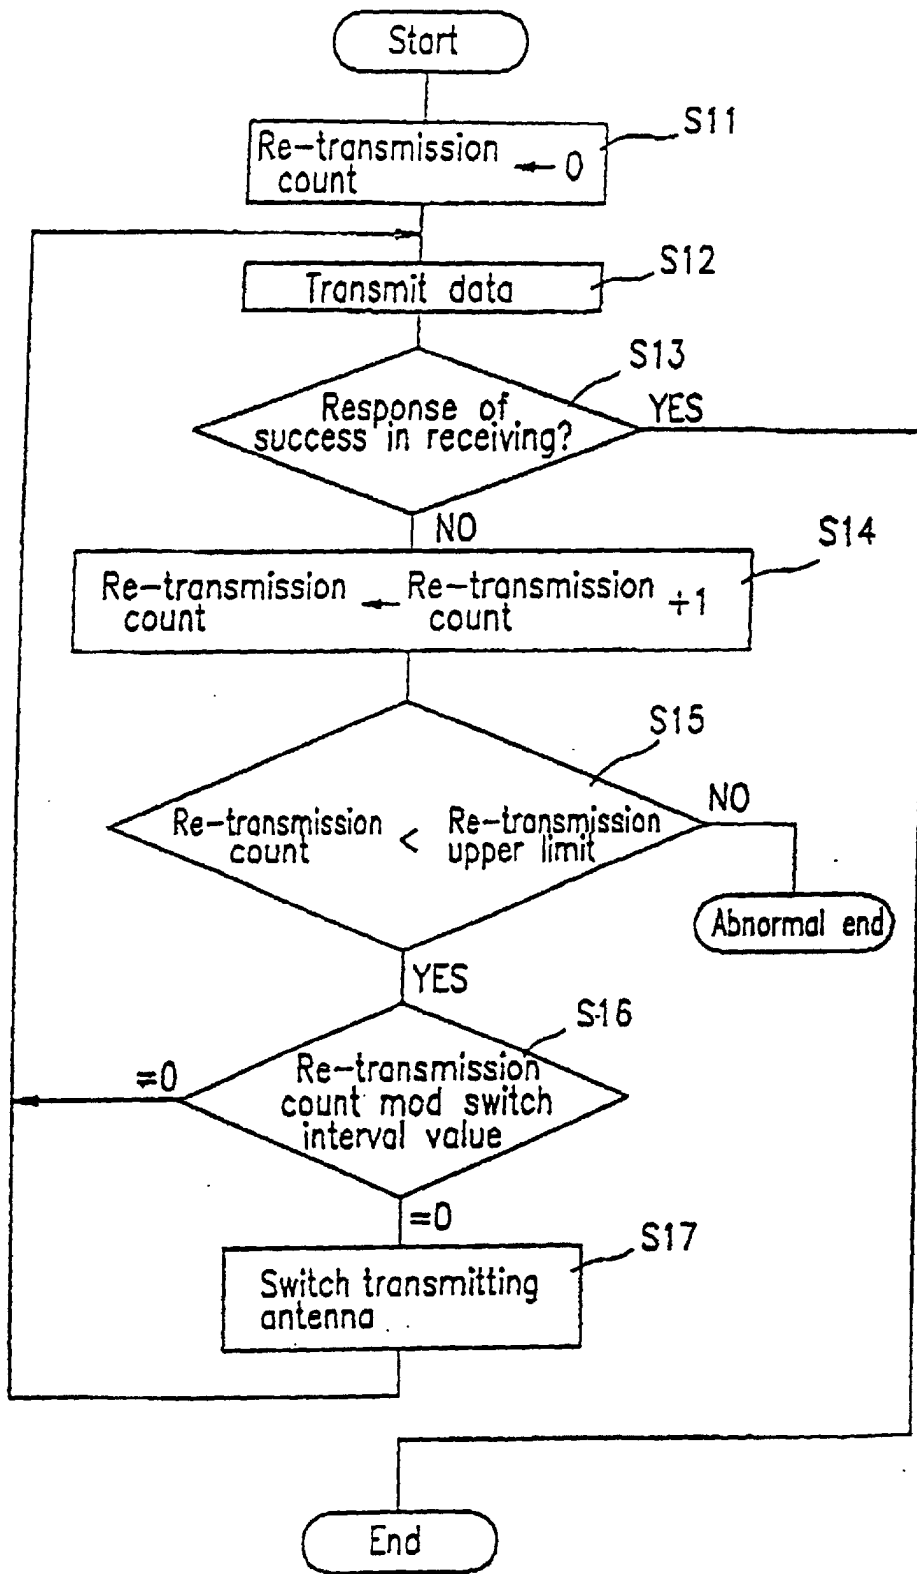 Start
S11
Re-transmission
count ← 0
S12
Transmit data
S13
Response of
success in receiving?
YES
NO
S14
Re-transmission
count
←
Re-transmission
count
+1
S15
Re-transmission
count
<
Re-transmission
upper limit
NO
Abnormal end
YES
S16
Re-transmission
count mod switch
interval value
≠0
=0
S17
Switch transmitting
antenna
End